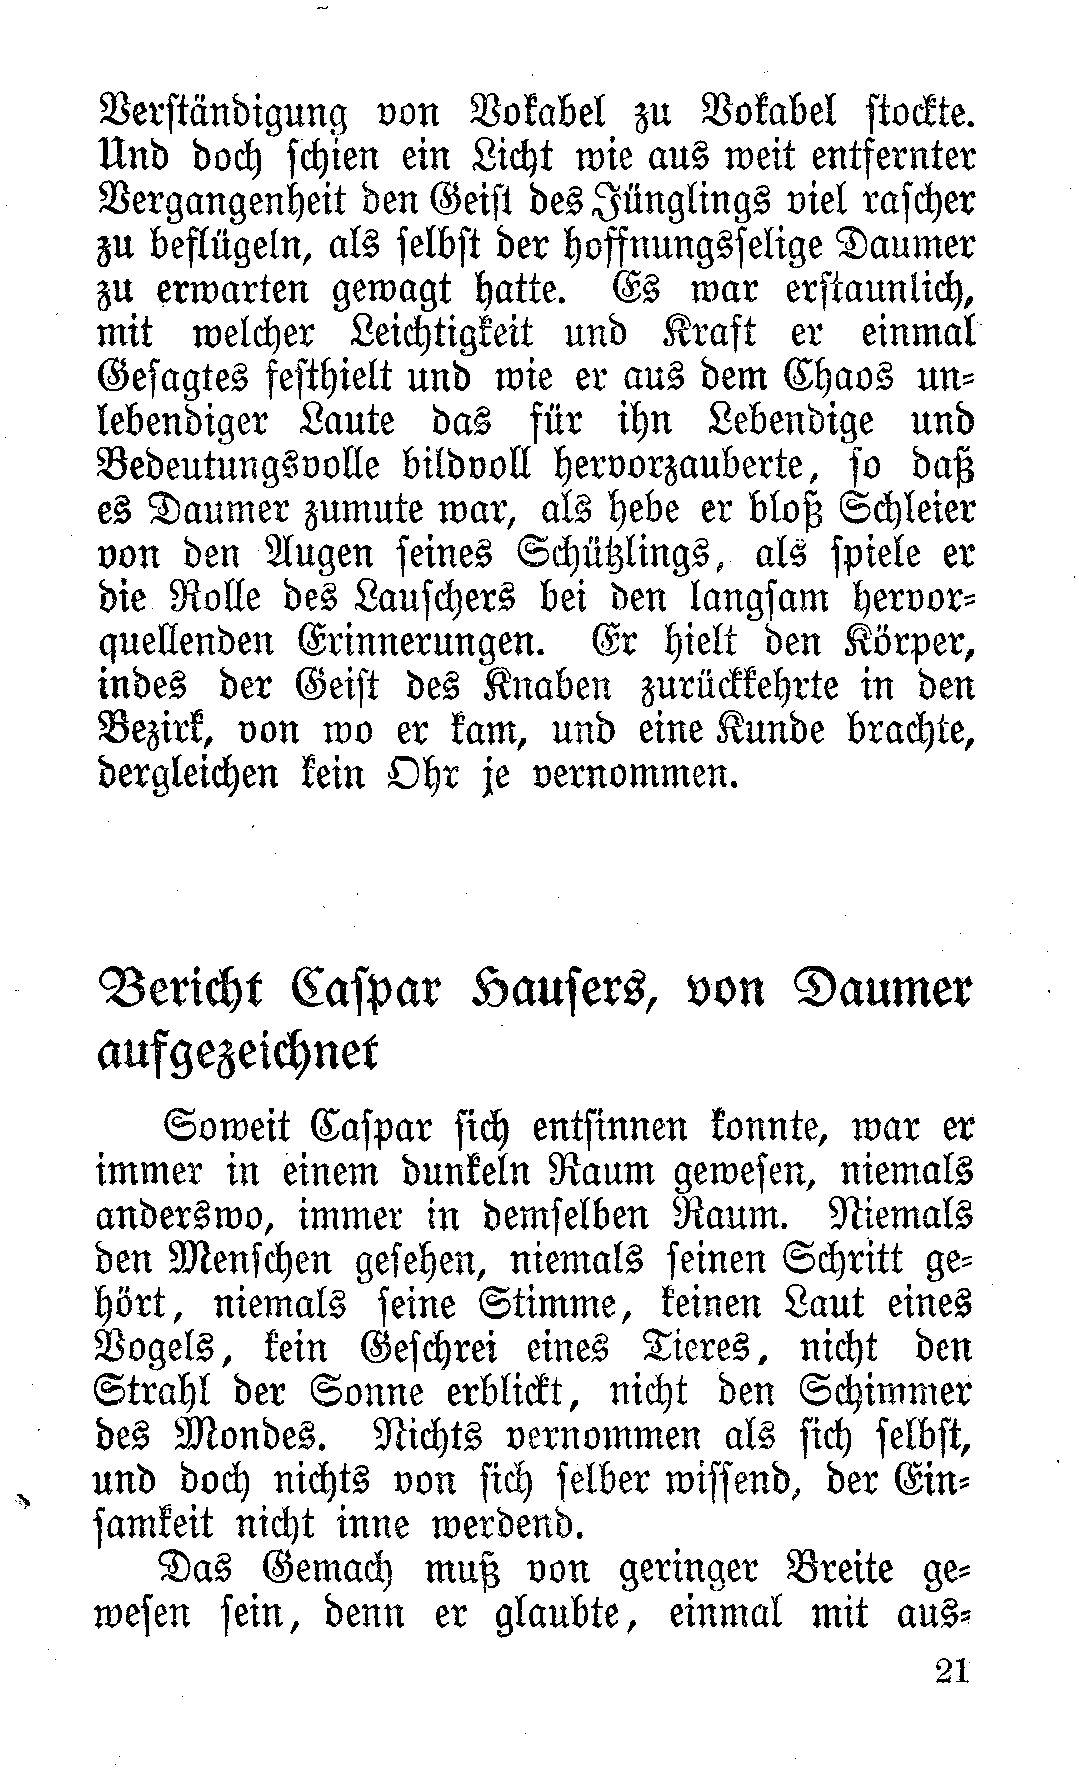 Verständigung von Vokabel zu Vokabel stockte.
Und doch schien ein Licht wie aus weit entfernter
Vergangenheit den Geist des Jünglings viel rascher
zu beflügeln, als selbst der hoffnungsselige Daumer
zu erwarten gewagt hatte. Es war erstaunlich,
mit welcher Leichtigkeit und Kraft er einmal
Gesagtes festhielt und wie er aus dem Chaos un-
lebendiger Laute das für ihn Lebendige und
Bedeutungsvolle bildvoll hervorzauberte, so daß
es Daumer zumute war, als hebe er bloß Schleier
von den Augen seines Schützlings, als spiele er
die Rolle des Lauschers bei den langsam hervor-
quellenden Erinnerungen. Er hielt den Körper,
indes der Geist des Knaben zurückkehrte in den
Bezirk, von wo er kam, und eine Kunde brachte,
dergleichen kein Ohr je vernommen.
Bericht Caspar Hausers, von Daumer
aufgezeichnet
Soweit Caspar sich entsinnen konnte, war er
immer in einem dunkeln Raum gewesen, niemals
anderswo, immer in demselben Raum. Niemals
den Menschen gesehen, niemals seinen Schritt ge-
hört, niemals seine Stimme, keinen Laut eines
Vogels, kein Geschrei eines Tieres, nicht den
Strahl der Sonne erblickt, nicht den Schimmer
des Mondes. Nichts vernommen als sich selbst,
und doch nichts von sich selber wissend, der Ein-
samkeit nicht inne werdend.
Das Gemach muß von geringer Breite ge-
wesen sein, denn er glaubte, einmal mit aus-
21